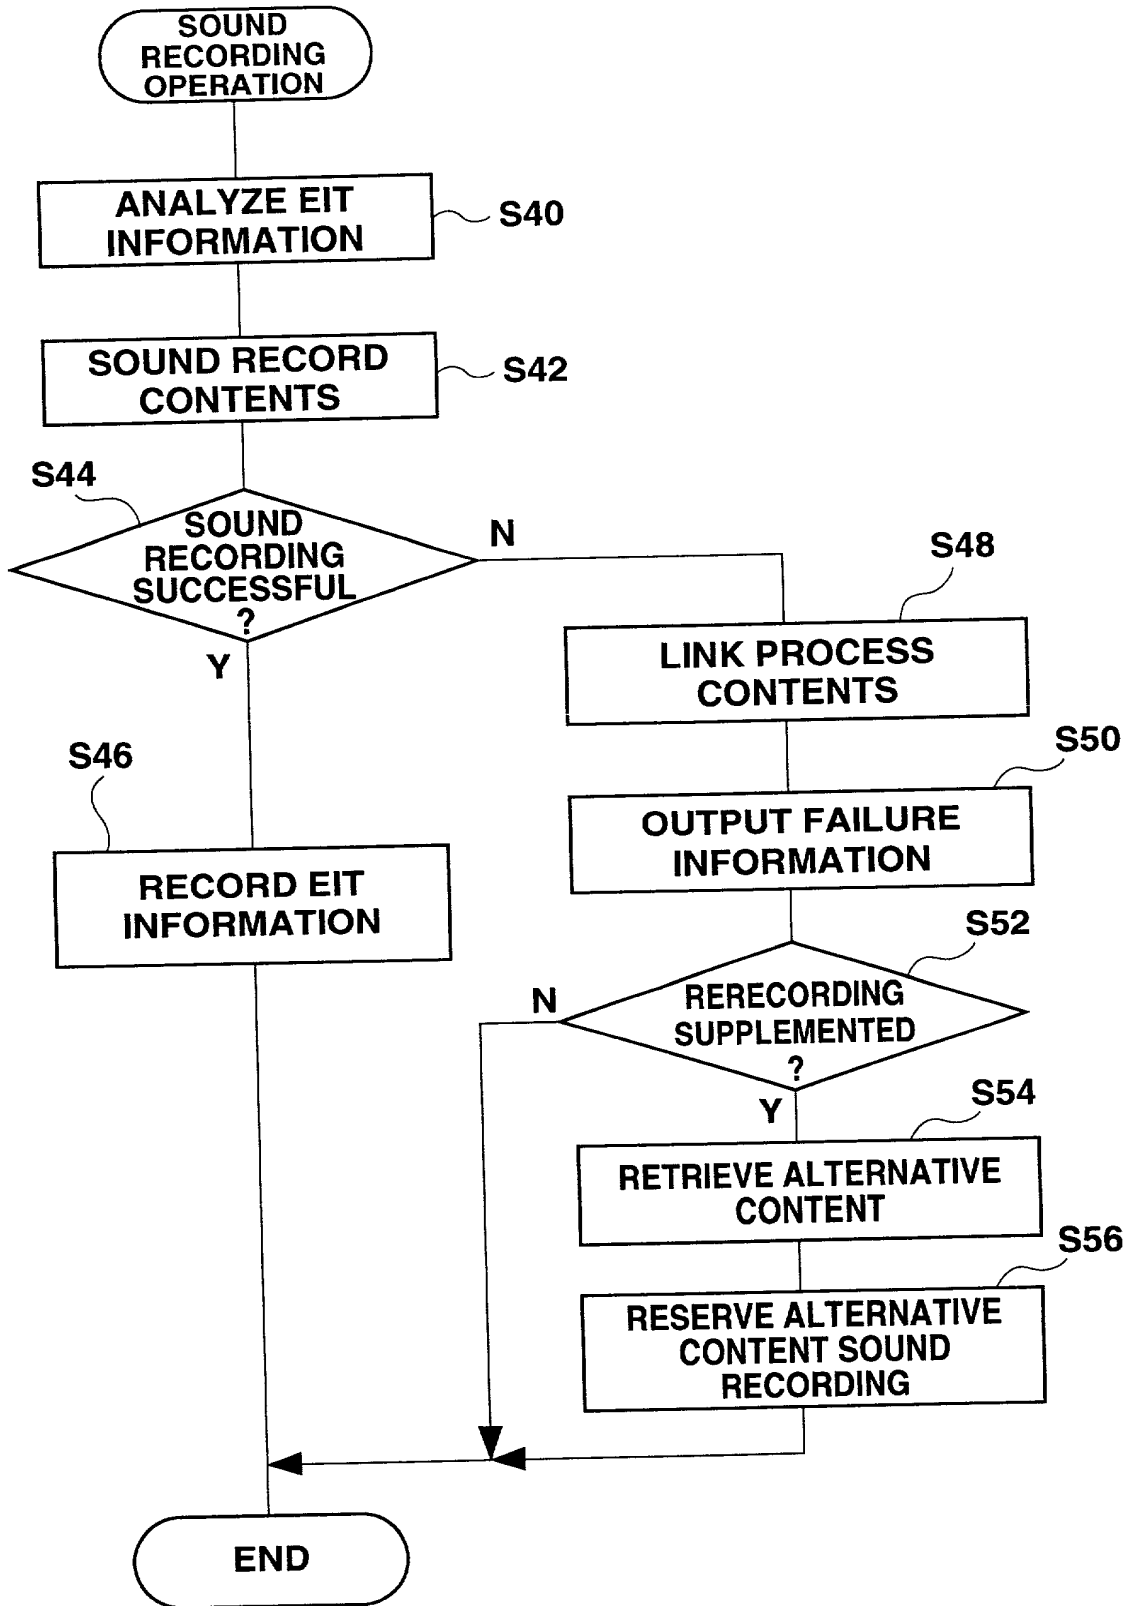 SOUND
RECORDING
OPERATION
ANALYZE EIT
INFORMATION
S40
SOUND RECORD
CONTENTS
S42
S44
SOUND
RECORDING
SUCCESSFUL
?
N
Y
S48
LINK PROCESS
CONTENTS
S50
OUTPUT FAILURE
INFORMATION
S46
RECORD EIT
INFORMATION
S52
RERECORDING
SUPPLEMENTED
?
N
Y
S54
RETRIEVE ALTERNATIVE
CONTENT
S56
RESERVE ALTERNATIVE
CONTENT SOUND
RECORDING
END